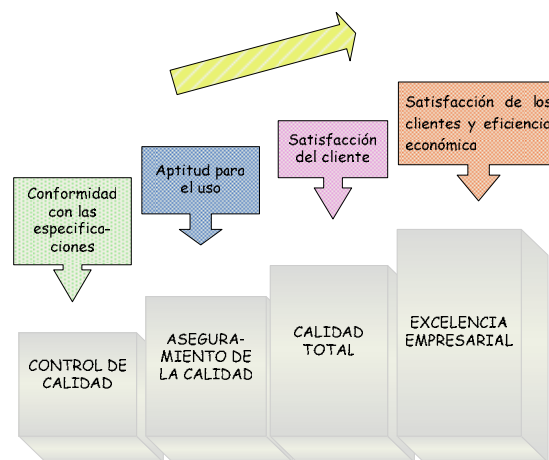 Conformidad
con las
especifica-
ciones
Aptitud para
el uso
Satisfacción
del cliente
Satisfacción de los
clientes y eficiencia
económica
CONTROL DE
CALIDAD
ASEGURA-
MIENTO DE
LA CALIDAD
CALIDAD
TOTAL
EXCELENCIA
EMPRESARIAL